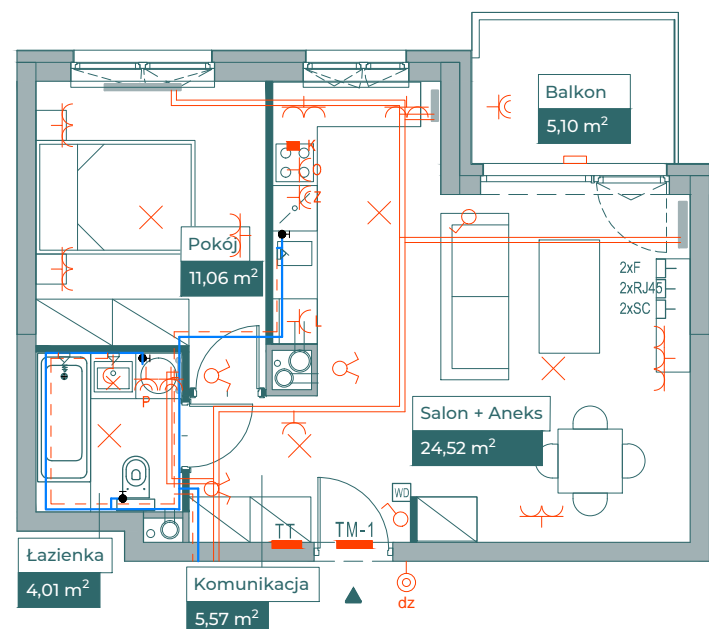 Balkon
5,10 m²
K
O
Z
Pokój
11,06 m²
2xF
2xRJ45
2xSC
L
P
Salon + Aneks
24,52 m²
WD
TT
TM-1
Łazienka
4,01 m²
Komunikacja
5,57 m²
dz